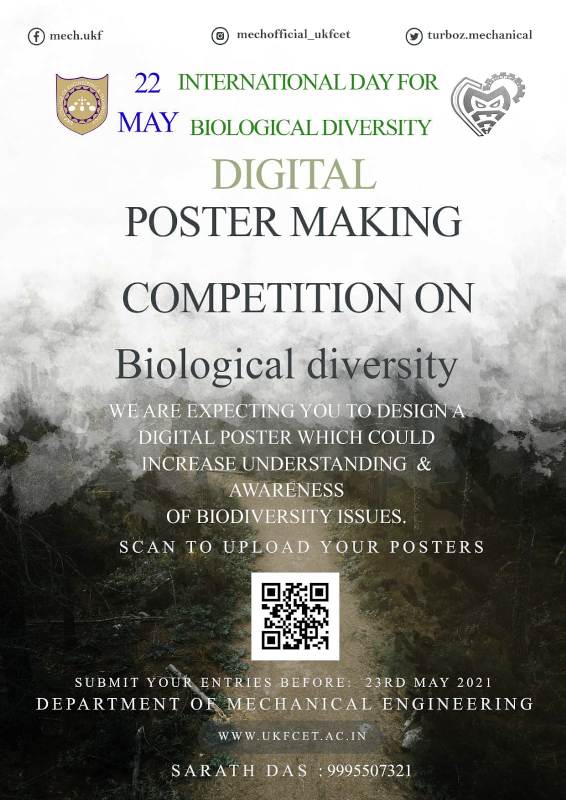 mech.ukf
mechofficial_ukfcet
turboz.mechanical
22 INTERNATIONAL DAY FOR
MAY BIOLOGICAL DIVERSITY
DIGITAL
POSTER MAKING
COMPETITION ON
Biological diversity
WE ARE EXPECTING YOU TO DESIGN A
DIGITAL POSTER WHICH COULD
INCREASE UNDERSTANDING &
AWARENESS
OF BIODIVERSITY ISSUES.
SCAN TO UPLOAD YOUR POSTERS
SUBMIT YOUR ENTRIES BEFORE: 23RD MAY 2021
DEPARTMENT OF MECHANICAL ENGINEERING
WWW.UKFCET.AC.IN
SARATH DAS : 9995507321